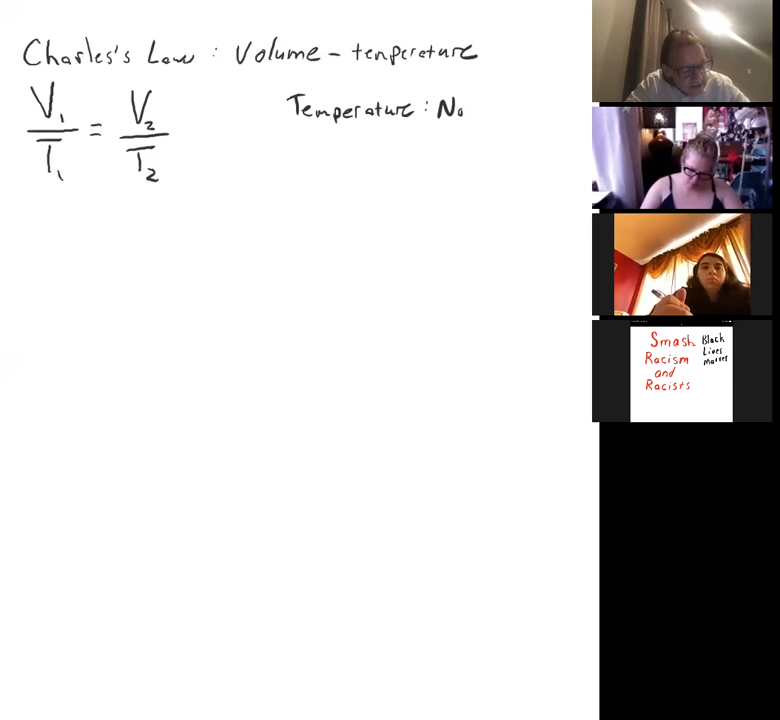 Charles's Law : Volume - temperature
V₁/T₁ = V₂/T₂
Temperature : No
Smash
Racism
and
Racists
Black
Lives
Matter